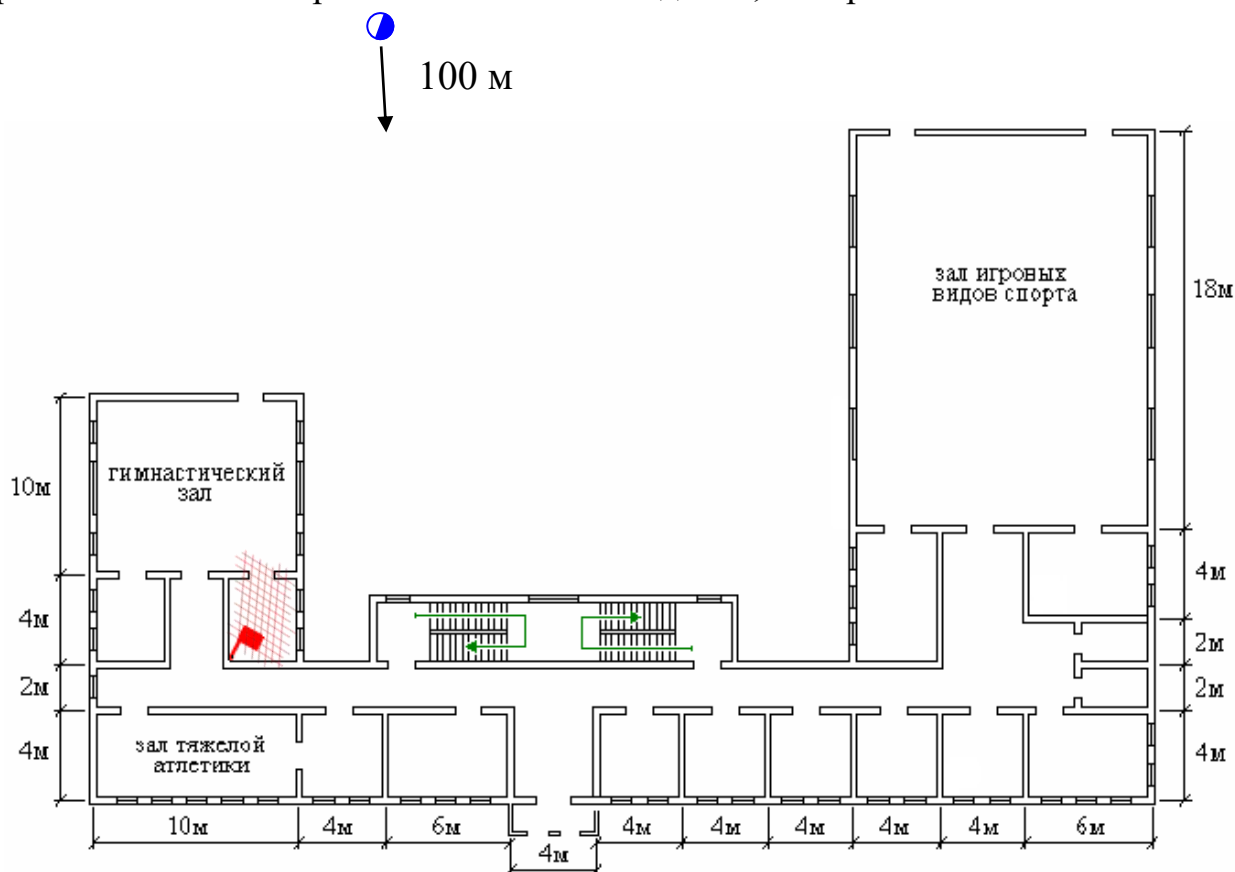 100 м
зал игровых
видов спорта
18м
гимнастический
зал
10м
4м
4м
2м
2м
2м
зал тяжелой
атлетики
4м
4м
10м 4м 6м 4м 4м 4м 4м 4м 6м
4м